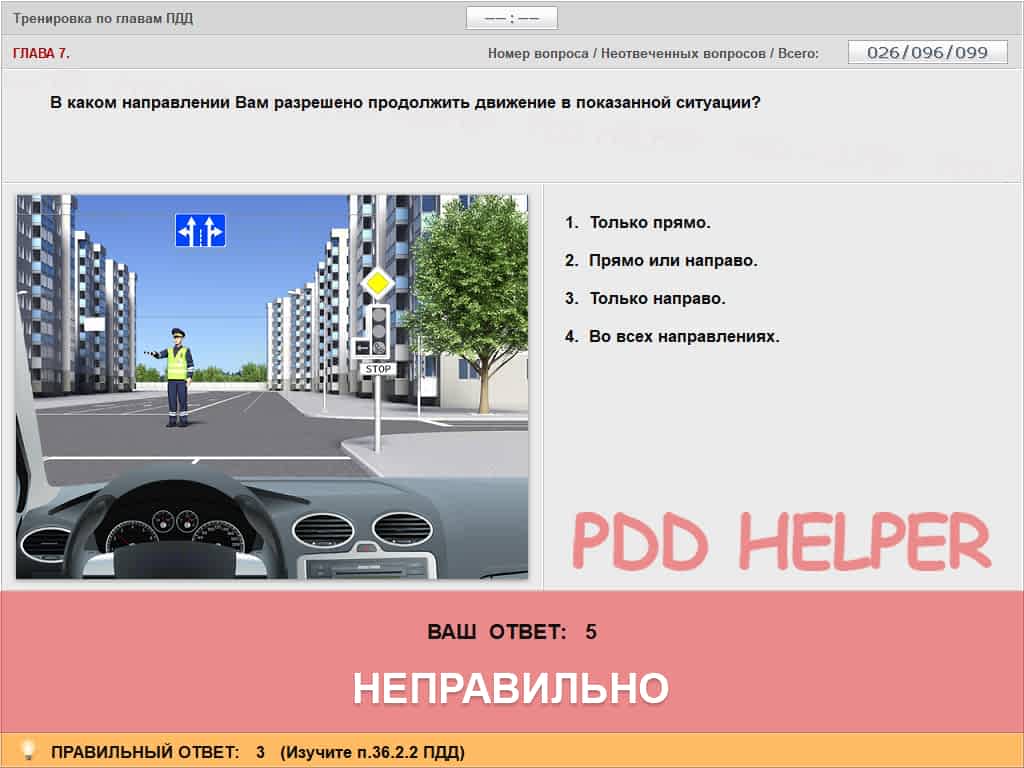 Тренировка по главам ПДД
—— : ——
ГЛАВА 7.
Номер вопроса / Неотвеченных вопросов / Всего:
026/096/099
В каком направлении Вам разрешено продолжить движение в показанной ситуации?
1. Только прямо.
2. Прямо или направо.
3. Только направо.
4. Во всех направлениях.
STOP
PDD HELPER
ВАШ ОТВЕТ: 5
НЕПРАВИЛЬНО
ПРАВИЛЬНЫЙ ОТВЕТ: 3 (Изучите п.36.2.2 ПДД)